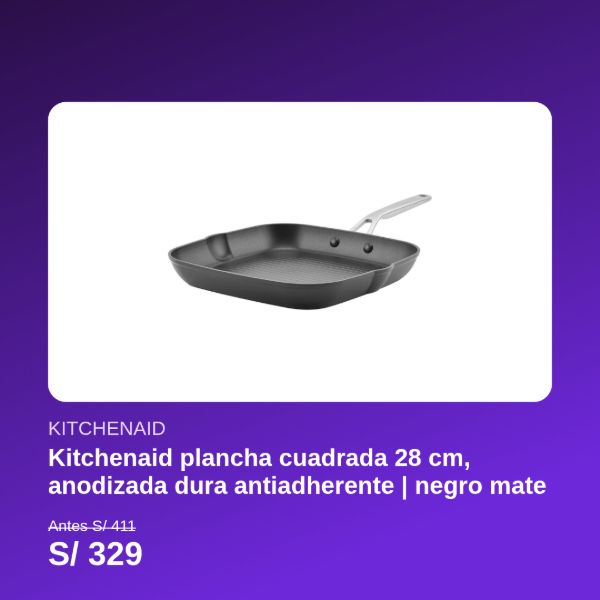 KITCHENAID
Kitchenaid plancha cuadrada 28 cm,
anodizada dura antiadherente | negro mate
Antes S/ 411
S/ 329